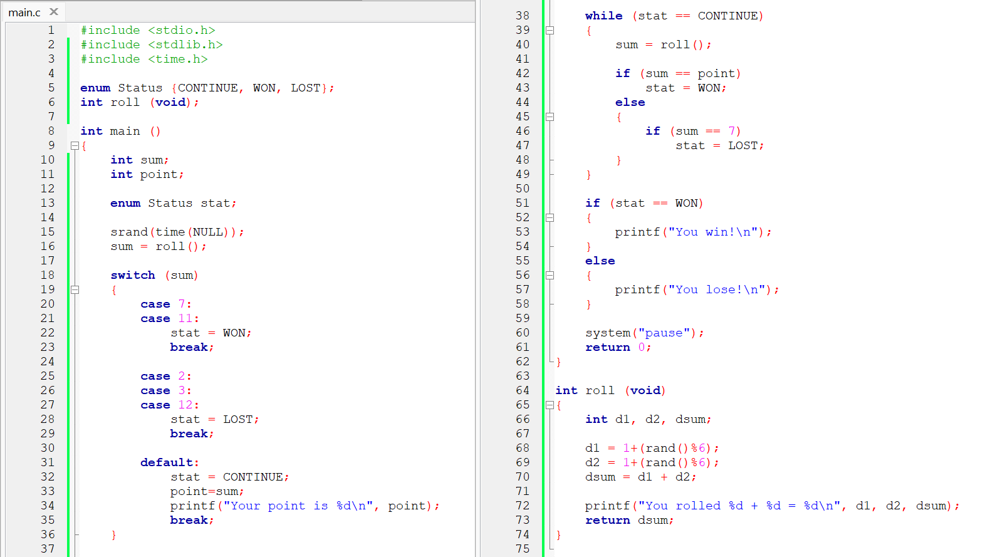 main.c
1 #include <stdio.h>
2 #include <stdlib.h>
3 #include <time.h>
4
5 enum Status {CONTINUE, WON, LOST};
6 int roll (void);
7
8 int main ()
9 {
10     int sum;
11     int point;
12
13     enum Status stat;
14
15     srand(time(NULL));
16     sum = roll();
17
18     switch (sum)
19     {
20         case 7:
21         case 11:
22             stat = WON;
23             break;
24
25         case 2:
26         case 3:
27         case 12:
28             stat = LOST;
29             break;
30
31         default:
32             stat = CONTINUE;
33             point=sum;
34             printf("Your point is %d\n", point);
35             break;
36     }
37
38     while (stat == CONTINUE)
39     {
40         sum = roll();
41
42         if (sum == point)
43             stat = WON;
44         else
45         {
46             if (sum == 7)
47                 stat = LOST;
48         }
49     }
50
51     if (stat == WON)
52     {
53         printf("You win!\n");
54     }
55     else
56     {
57         printf("You lose!\n");
58     }
59
60     system("pause");
61     return 0;
62 }
63
64 int roll (void)
65 {
66     int d1, d2, dsum;
67
68     d1 = 1+(rand()%6);
69     d2 = 1+(rand()%6);
70     dsum = d1 + d2;
71
72     printf("You rolled %d + %d = %d\n", d1, d2, dsum);
73     return dsum;
74 }
75